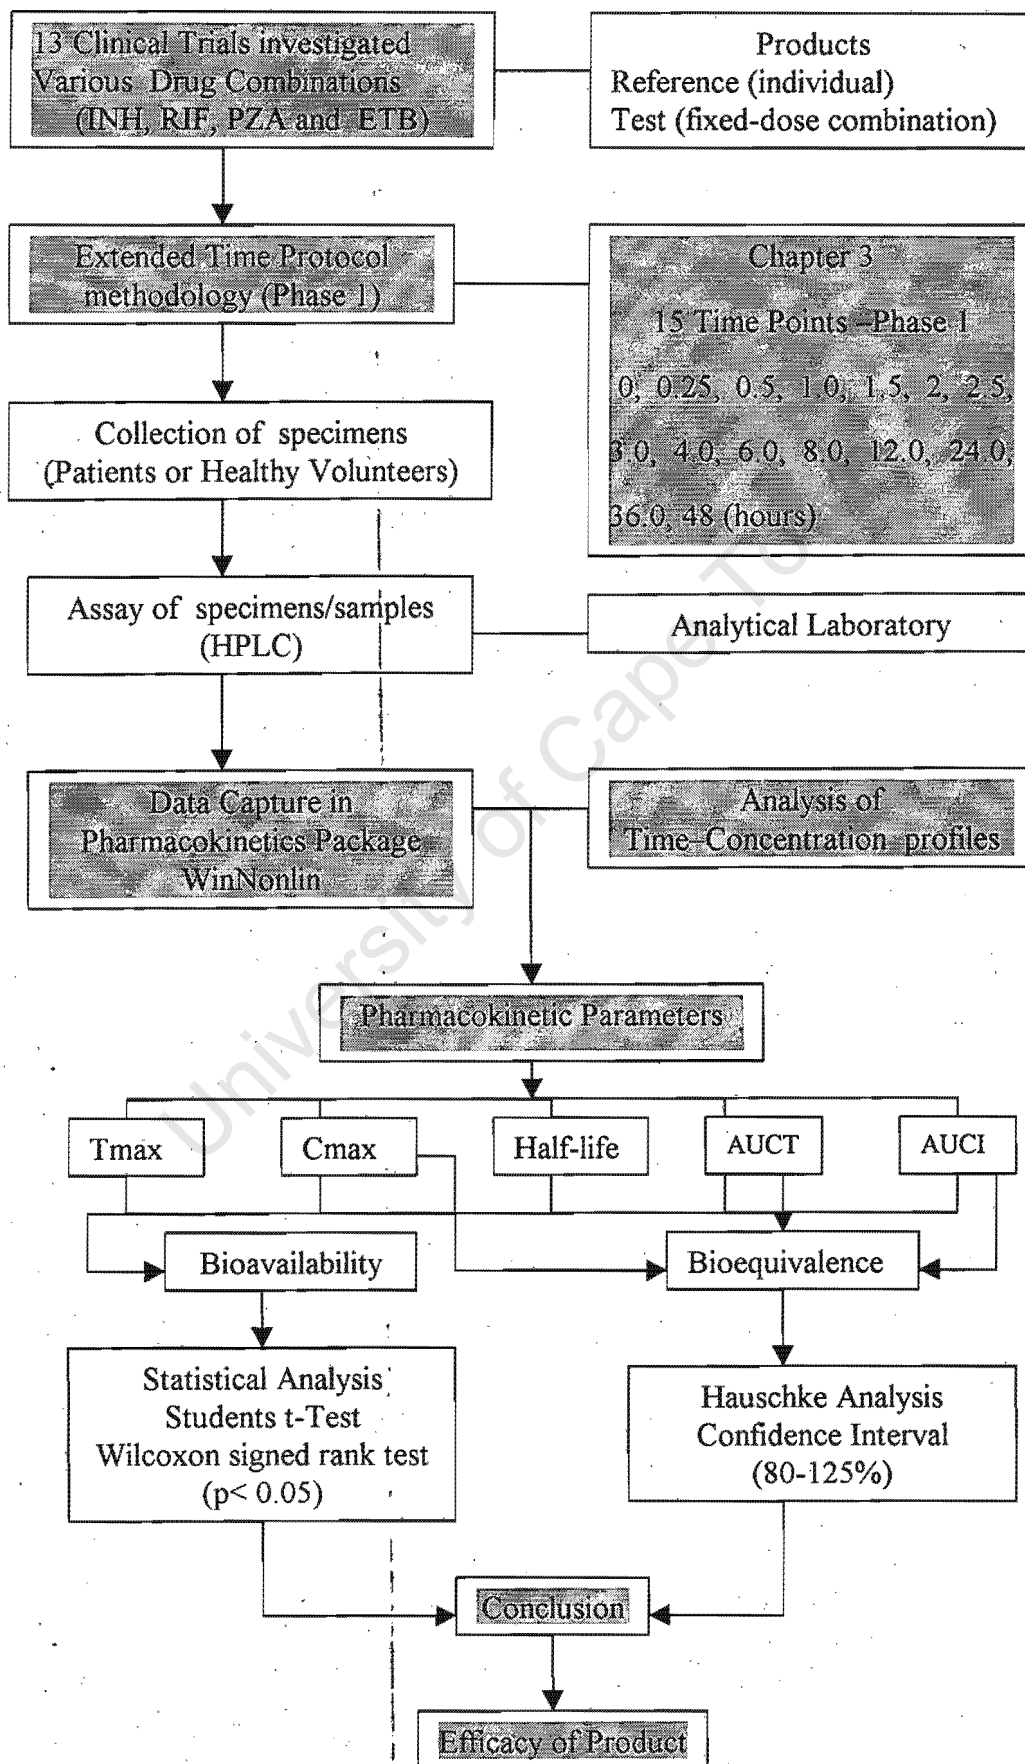 13 Clinical Trials investigated
Various Drug Combinations
(INH, RIF, PZA and ETB)
Products
Reference (individual)
Test (fixed-dose combination)
Extended Time Protocol
methodology (Phase 1)
Chapter 3
15 Time Points –Phase 1
0, 0.25, 0.5, 1.0, 1.5, 2, 2.5,
3.0, 4.0, 6.0, 8.0, 12.0, 24.0,
36.0, 48 (hours)
Collection of specimens
(Patients or Healthy Volunteers)
Assay of specimens/samples
(HPLC)
Analytical Laboratory
Data Capture in
Pharmacokinetics Package
WinNonlin
Analysis of
Time–Concentration profiles
Pharmacokinetic Parameters
Tmax
Cmax
Half-life
AUCT
AUCI
Bioavailability
Bioequivalence
Statistical Analysis
Students t-Test
Wilcoxon signed rank test
(p< 0.05)
Hauschke Analysis
Confidence Interval
(80-125%)
Conclusion
Efficacy of Product
University of Cape To